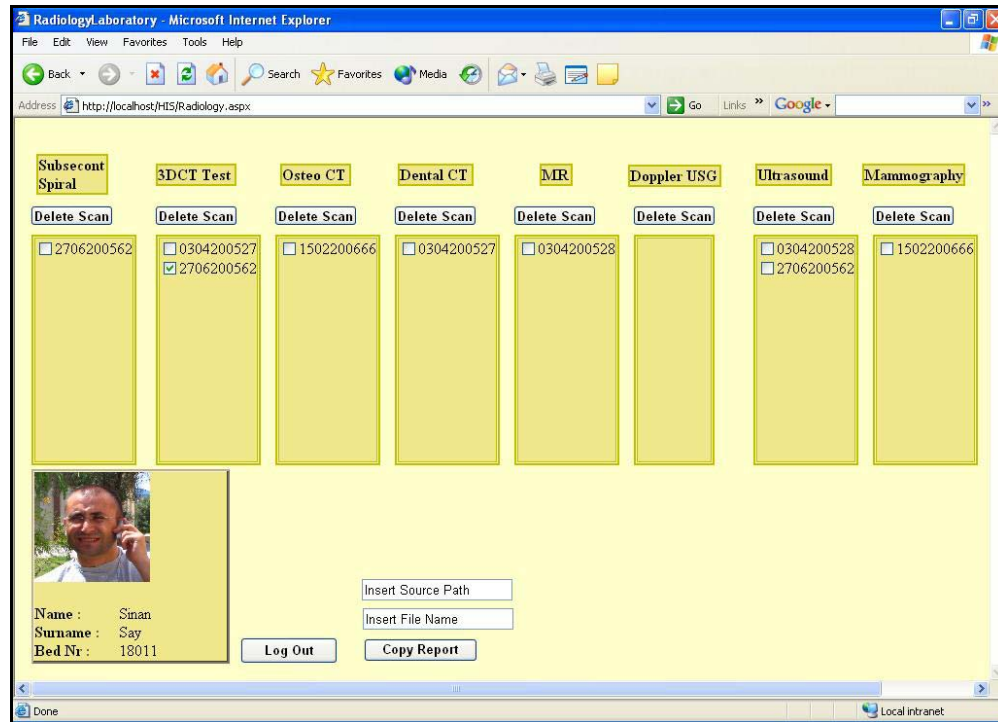 RadiologyLaboratory - Microsoft Internet Explorer
File Edit View Favorites Tools Help
Back Search Favorites Media
Address http://localhost/HIS/Radiology.aspx Go Links » Google »
Subsecont
Spiral
3DCT Test Osteo CT Dental CT MR Doppler USG Ultrasound Mammography
Delete Scan Delete Scan Delete Scan Delete Scan Delete Scan Delete Scan Delete Scan Delete Scan
2706200562 0304200527 1502200666 0304200527 0304200528 0304200528 1502200666
2706200562 2706200562
Insert Source Path
Name : Sinan Insert File Name
Surname : Say
Bed Nr : 18011 Log Out Copy Report
Done Local intranet